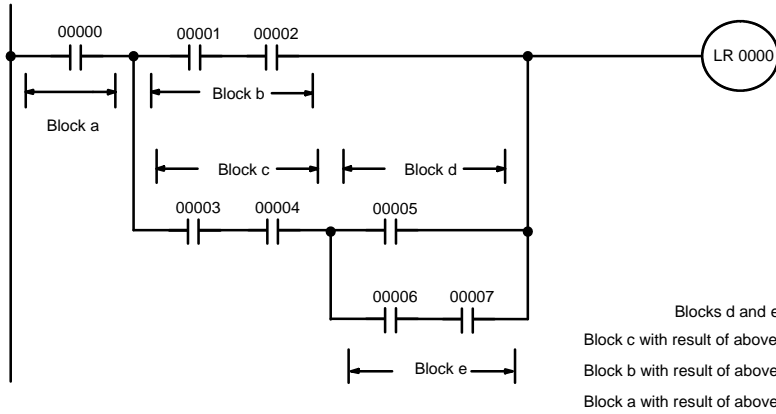 00000 00001 00002
LR 0000
Block b
Block a
Block c Block d
00003 00004 00005
00006 00007
Blocks d and e
Block c with result of above
Block e
Block b with result of above
Block a with result of above